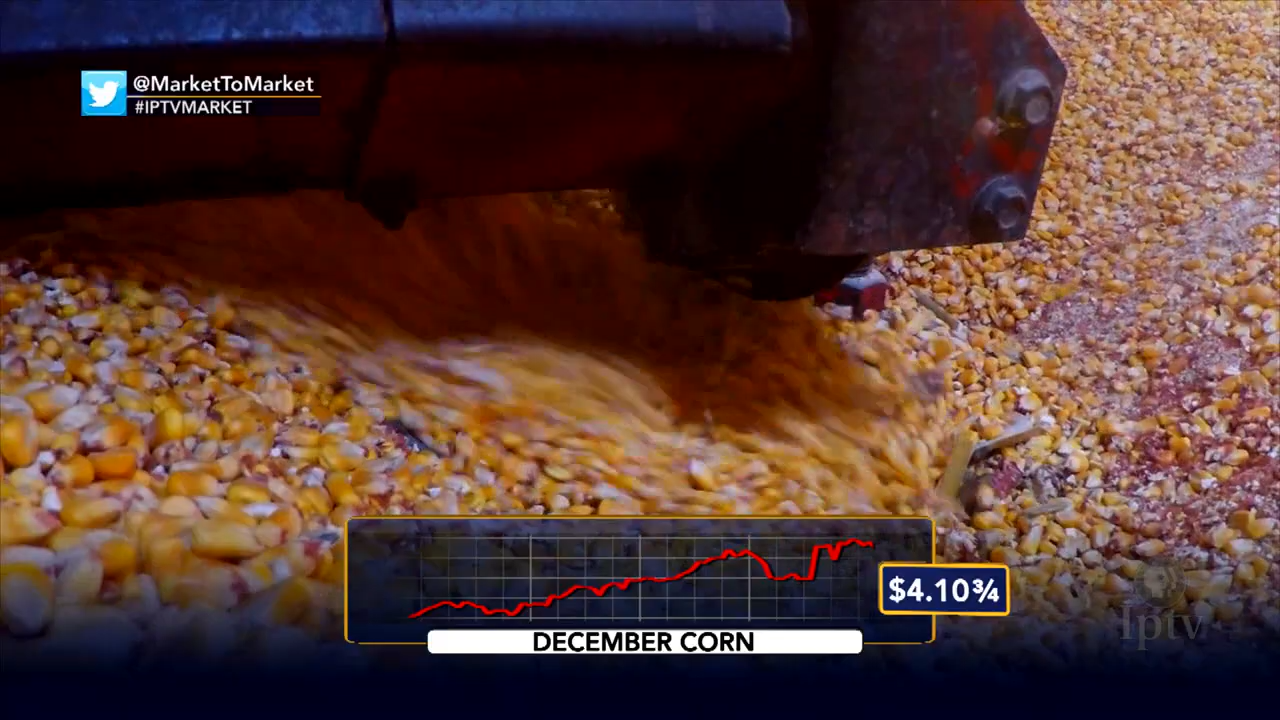 @MarketToMarket
#IPTVMARKET
$4.10¾
DECEMBER CORN
Iptv